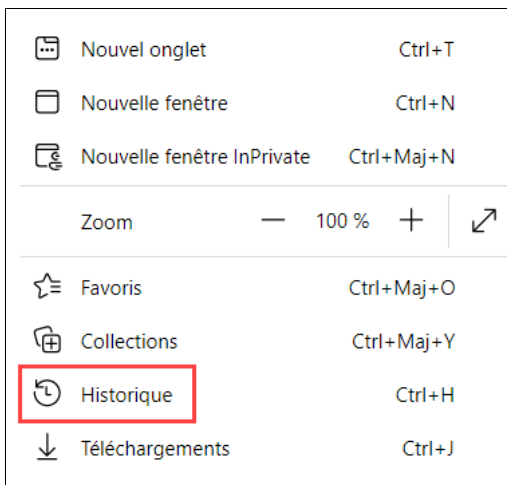 Nouvel onglet Ctrl+T
Nouvelle fenêtre Ctrl+N
Nouvelle fenêtre InPrivate Ctrl+Maj+N
Zoom — 100 % +
Favoris Ctrl+Maj+O
Collections Ctrl+Maj+Y
Historique Ctrl+H
Téléchargements Ctrl+J